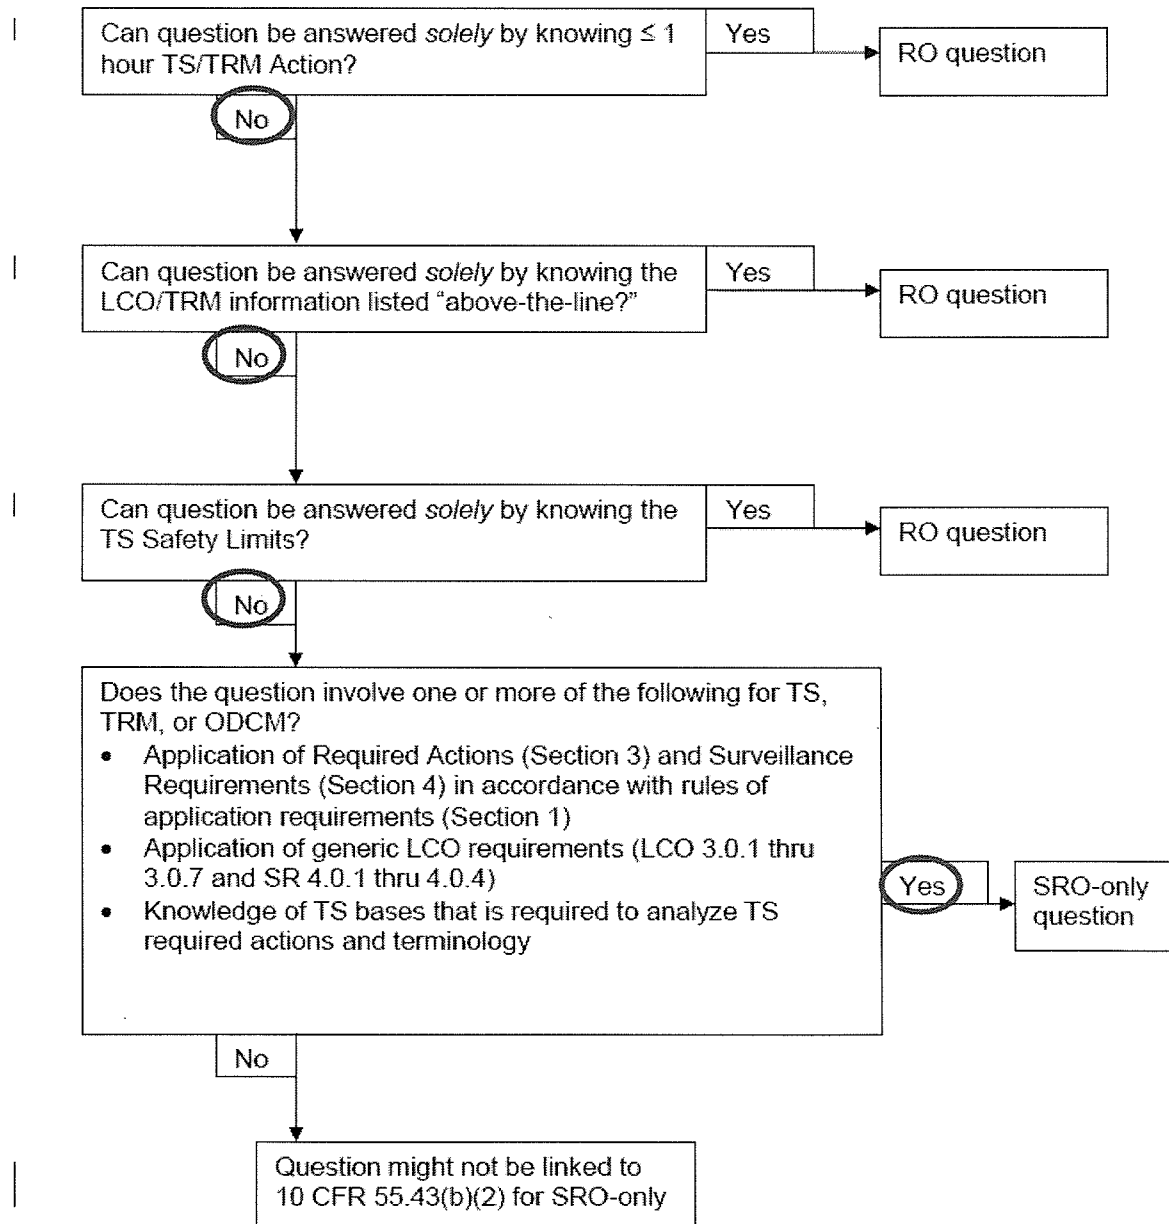 Can question be answered solely by knowing ≤ 1
hour TS/TRM Action?
Yes
RO question
No
Can question be answered solely by knowing the
LCO/TRM information listed “above-the-line?”
Yes
RO question
No
Can question be answered solely by knowing the
TS Safety Limits?
Yes
RO question
No
Does the question involve one or more of the following for TS,
TRM, or ODCM?
• Application of Required Actions (Section 3) and Surveillance
Requirements (Section 4) in accordance with rules of
application requirements (Section 1)
• Application of generic LCO requirements (LCO 3.0.1 thru
3.0.7 and SR 4.0.1 thru 4.0.4)
• Knowledge of TS bases that is required to analyze TS
required actions and terminology
Yes
SRO-only
question
No
Question might not be linked to
10 CFR 55.43(b)(2) for SRO-only